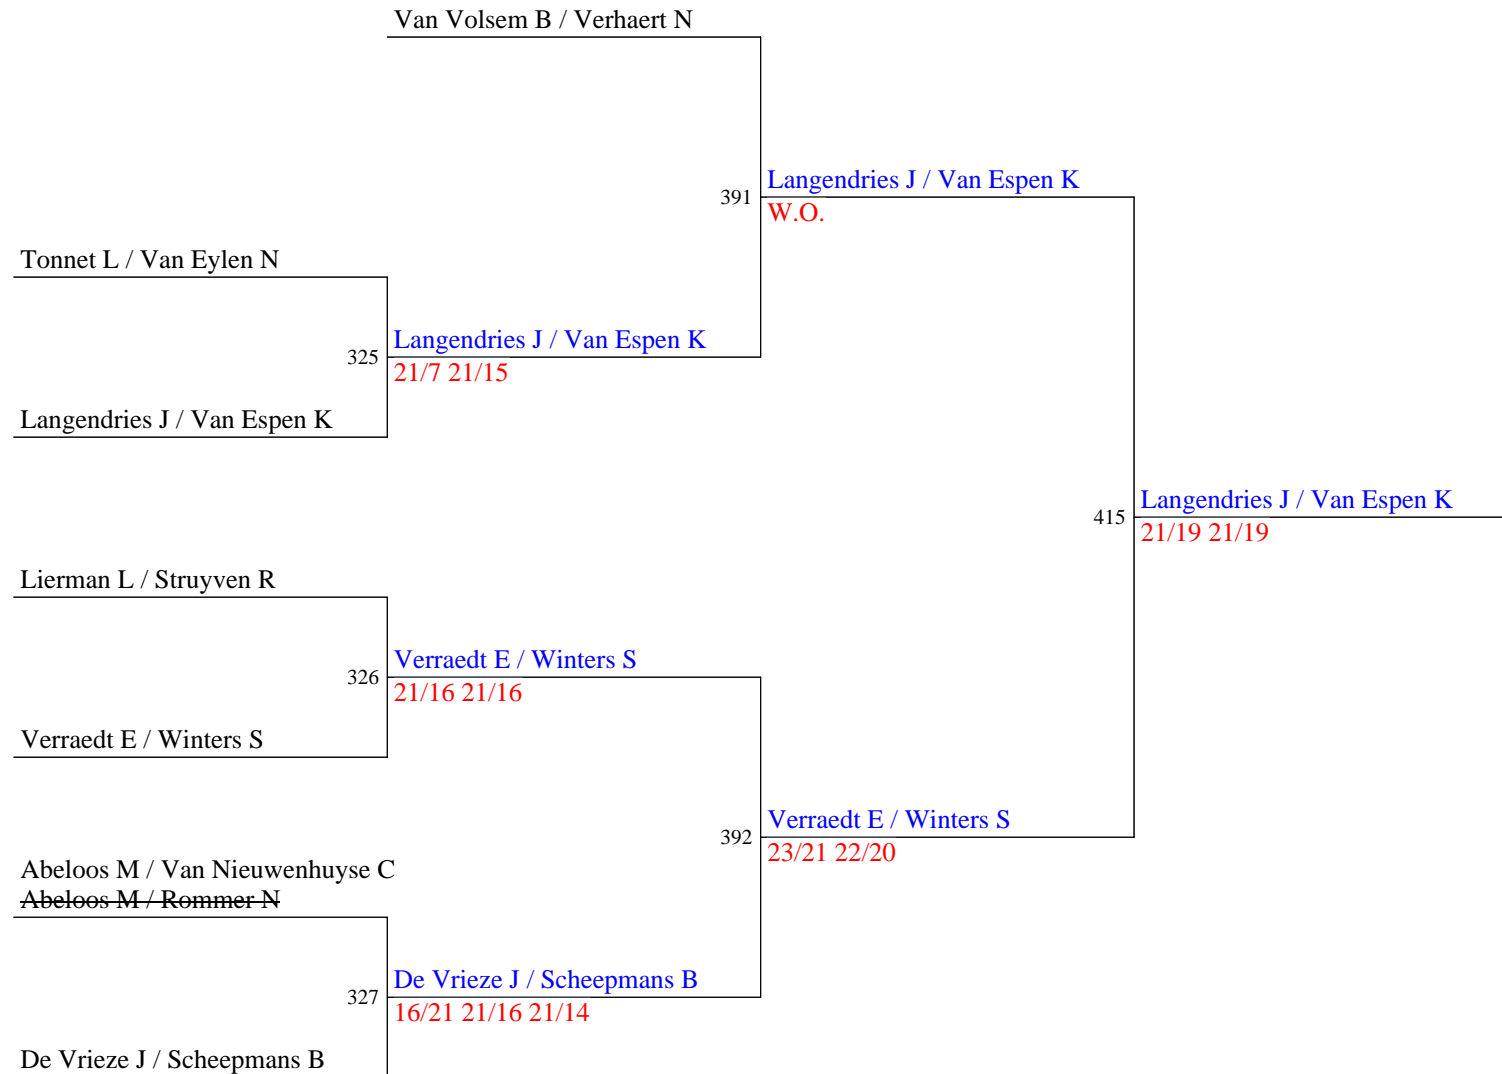 Van Volsem B / Verhaert N
391
Langendries J / Van Espen K
W.O.
Tonnet L / Van Eylen N
325
Langendries J / Van Espen K
21/7 21/15
Langendries J / Van Espen K
415
Langendries J / Van Espen K
21/19 21/19
Lierman L / Struyven R
326
Verraedt E / Winters S
21/16 21/16
Verraedt E / Winters S
392
Verraedt E / Winters S
23/21 22/20
Abeloos M / Van Nieuwenhuyse C
Abeloos M / Rommer N
327
De Vrieze J / Scheepmans B
16/21 21/16 21/14
De Vrieze J / Scheepmans B